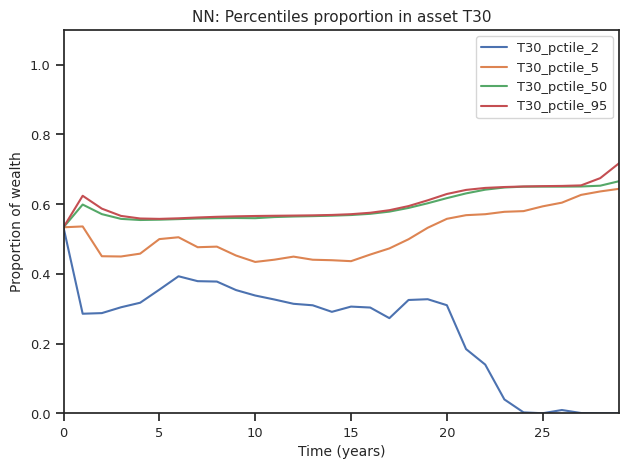 NN: Percentiles proportion in asset T30
T30_pctile_2
T30_pctile_5
T30_pctile_50
T30_pctile_95
Proportion of wealth
1.0
0.8
0.6
0.4
0.2
0.0
0 5 10 15 20 25
Time (years)